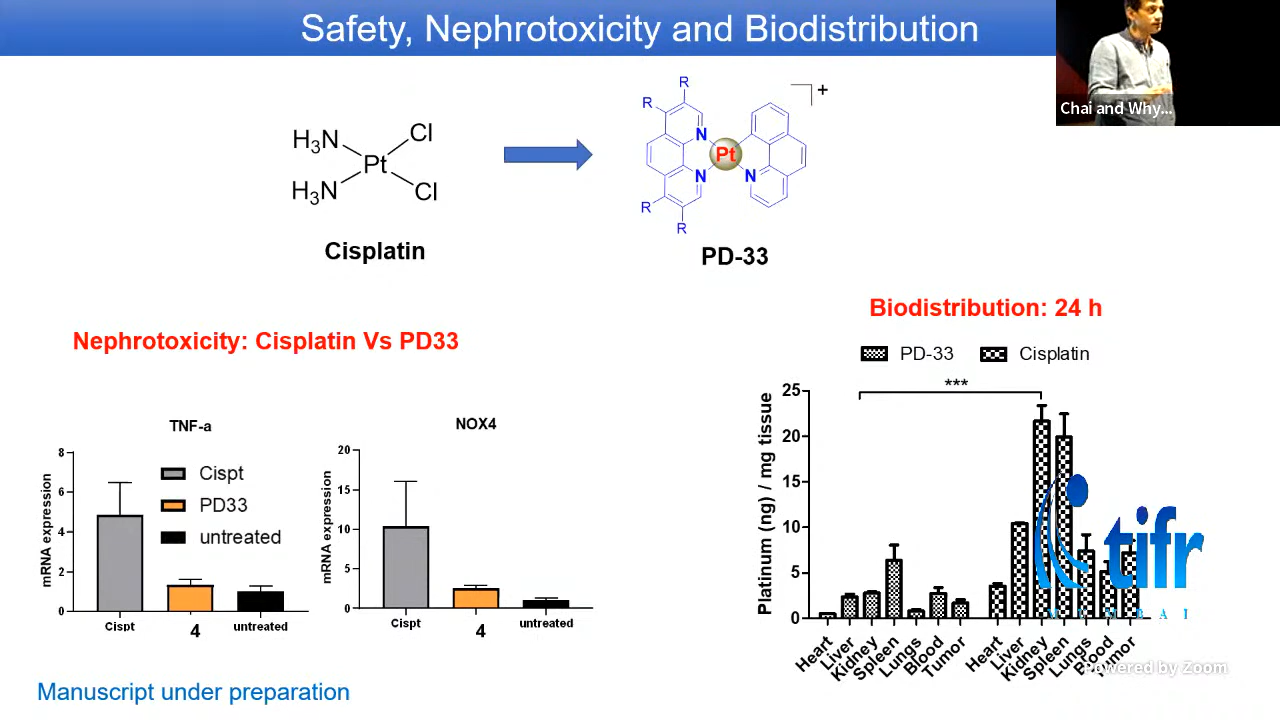 Safety, Nephrotoxicity and Biodistribution
Chai and Why...
H3N
Cl
Pt
H3N
Cl
Cisplatin
R
R
N
N
Pt
N
R
R
+
PD-33
Nephrotoxicity: Cisplatin Vs PD33
TNF-a
mRNA expression
8
6
4
2
0
Cispt
PD33
untreated
Cispt
4
untreated
NOX4
mRNA expression
20
15
10
5
0
Cispt
4
untreated
Biodistribution: 24 h
PD-33
Cisplatin
***
Platinum (ng) / mg tissue
25
20
15
10
5
0
Heart
Liver
Kidney
Spleen
Lungs
Blood
Tumor
Heart
Liver
Kidney
Spleen
Lungs
Blood
Tumor
tifr
MUMBAI
Powered by Zoom
Manuscript under preparation